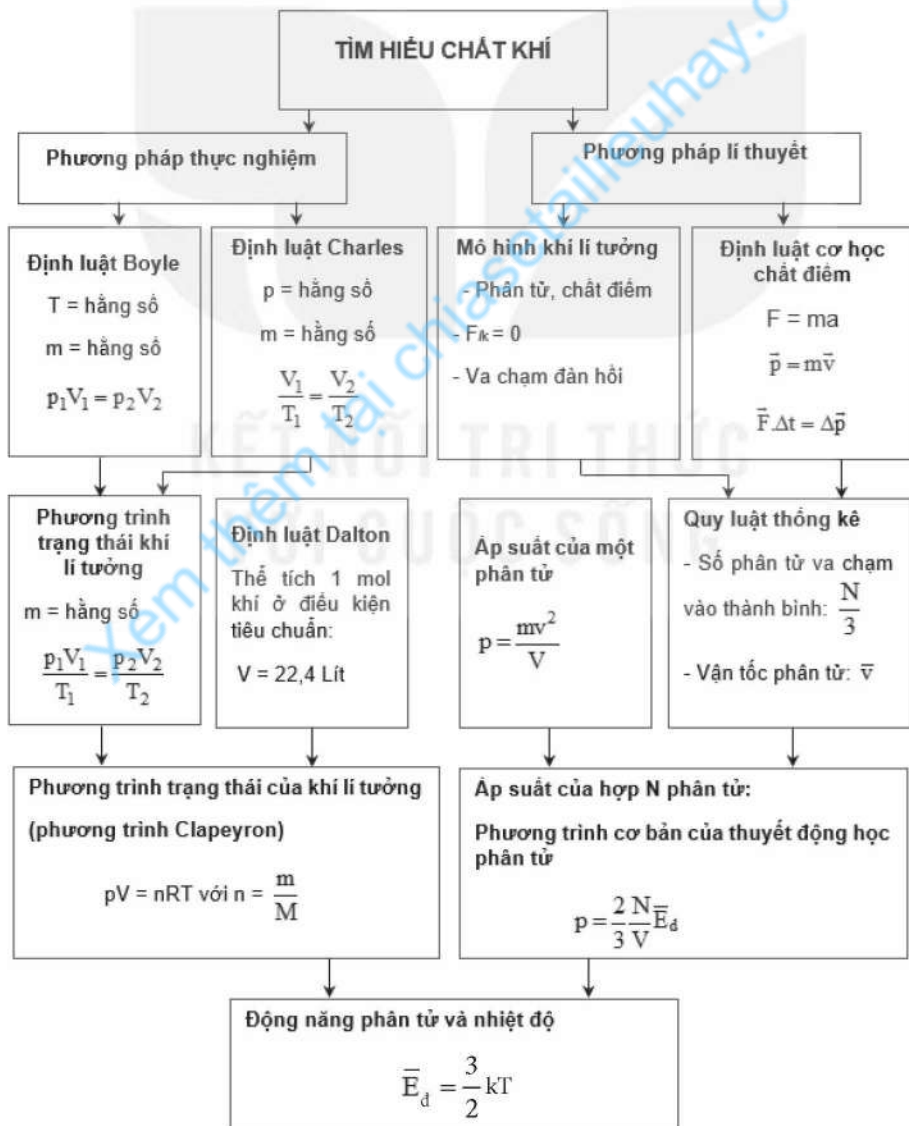 TÌM HIỂU CHẤT KHÍ
Phương pháp thực nghiệm
Phương pháp lí thuyết
Định luật Boyle
T = hằng số
m = hằng số
p₁V₁ = p₂V₂
Định luật Charles
p = hằng số
m = hằng số
V₁/T₁ = V₂/T₂
Mô hình khí lí tưởng
- Phân tử, chất điểm
- Flk = 0
- Va chạm đàn hồi
Định luật cơ học
chất điểm
F = ma
p⃗ = mv⃗
F⃗.Δt = Δp⃗
Phương trình
trạng thái khí
lí tưởng
m = hằng số
p₁V₁/T₁ = p₂V₂/T₂
Định luật Dalton
Thể tích 1 mol
khí ở điều kiện
tiêu chuẩn:
V = 22,4 Lít
Áp suất của một
phân tử
p = mv²/V
Quy luật thống kê
- Số phân tử va chạm
vào thành bình: N/3
- Vận tốc phân tử: v̅
Phương trình trạng thái của khí lí tưởng
(phương trình Clapeyron)
pV = nRT với n = m/M
Áp suất của hợp N phân tử:
Phương trình cơ bản của thuyết động học
phân tử
p = 2/3 N/V E̅đ
Động năng phân tử và nhiệt độ
E̅đ = 3/2 kT
KẾT NỐI TRI THỨC
VỚI CUỘC SỐNG
Xem thêm tại chiasetailieuhay.c